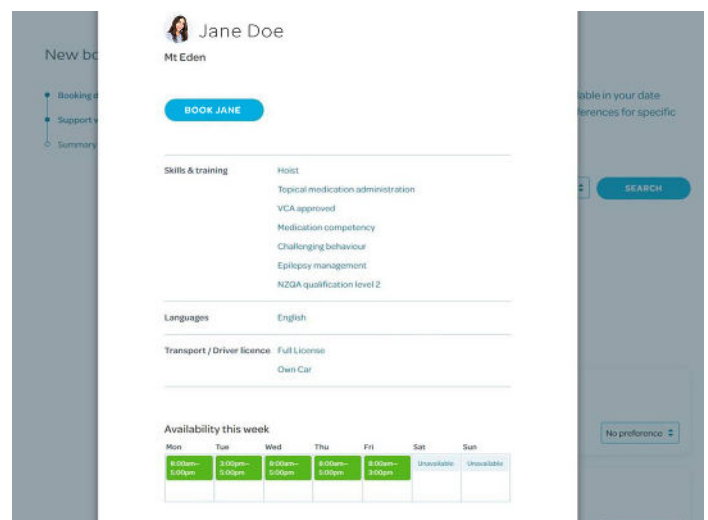 Jane Doe
New bo
Mt Eden
Booking d
lable in your date
ferences for specific
BOOK JANE
Support w
Summary
Skills & training
Hoist
Topical medication administration
VCA approved
Medication competency
Challenging behaviour
Epilepsy management
NZQA qualification level 2
SEARCH
Languages
English
Transport / Driver licence
Full License
Own Car
Availability this week
No preference
Mon Tue Wed Thu Fri Sat Sun
8:00am– 3:00pm– 8:00am– 8:00am– 8:00am– Unavailable Unavailable
5:00pm 5:00pm 5:00pm 5:00pm 3:00pm